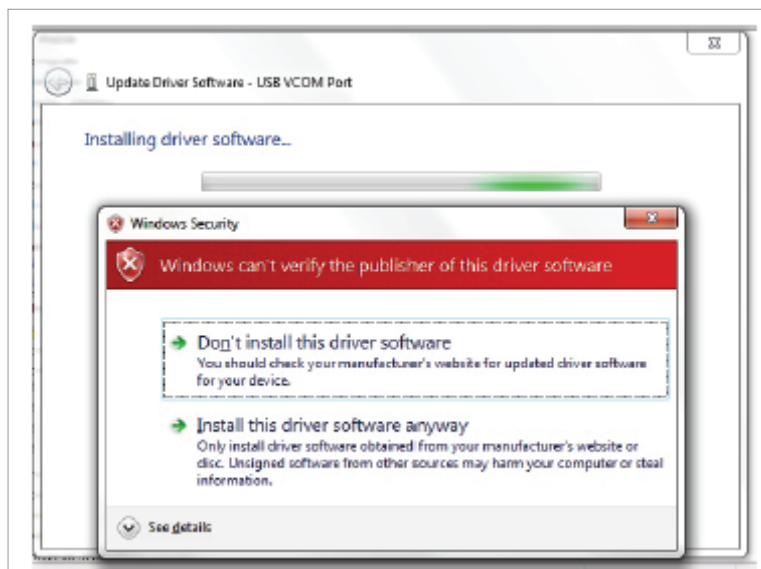 Update Driver Software - USB VCOM Port
Installing driver software...
Windows Security
Windows can't verify the publisher of this driver software
Don't install this driver software
You should check your manufacturer's website for updated driver software
for your device.
Install this driver software anyway
Only install driver software obtained from your manufacturer's website or
disc. Unsigned software from other sources may harm your computer or steal
information.
See details